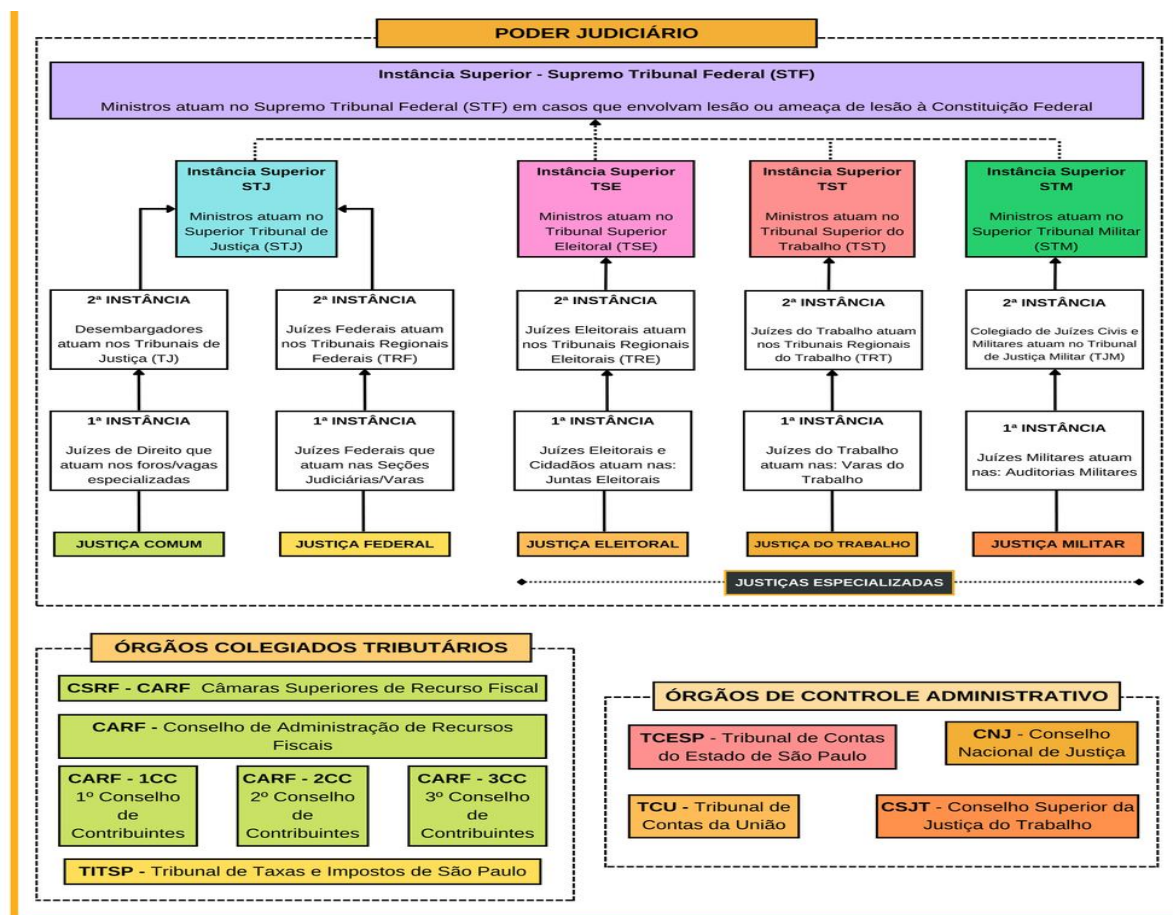 PODER JUDICIÁRIO
Instância Superior - Supremo Tribunal Federal (STF)
Ministros atuam no Supremo Tribunal Federal (STF) em casos que envolvam lesão ou ameaça de lesão à Constituição Federal
Instância Superior
STJ
Ministros atuam no
Superior Tribunal de
Justiça (STJ)
Instância Superior
TSE
Ministros atuam no
Tribunal Superior
Eleitoral (TSE)
Instância Superior
TST
Ministros atuam no
Tribunal Superior do
Trabalho (TST)
Instância Superior
STM
Ministros atuam no
Superior Tribunal Militar
(STM)
2ª INSTÂNCIA
Desembargadores
atuam nos Tribunais de
Justiça (TJ)
2ª INSTÂNCIA
Juízes Federais atuam
nos Tribunais Regionais
Federais (TRF)
2ª INSTÂNCIA
Juízes Eleitorais atuam
nos Tribunais Regionais
Eleitorais (TRE)
2ª INSTÂNCIA
Juízes do Trabalho atuam
nos Tribunais Regionais
do Trabalho (TRT)
2ª INSTÂNCIA
Colegiado de Juízes Civis e
Militares atuam no Tribunal
de Justiça Militar (TJM)
1ª INSTÂNCIA
Juízes de Direito que
atuam nos foros/vagas
especializadas
1ª INSTÂNCIA
Juízes Federais que
atuam nas Seções
Judiciárias/Varas
1ª INSTÂNCIA
Juízes Eleitorais e
Cidadãos atuam nas:
Juntas Eleitorais
1ª INSTÂNCIA
Juízes do Trabalho
atuam nas: Varas do
Trabalho
1ª INSTÂNCIA
Juízes Militares atuam
nas: Auditorias Militares
JUSTIÇA COMUM
JUSTIÇA FEDERAL
JUSTIÇA ELEITORAL
JUSTIÇA DO TRABALHO
JUSTIÇA MILITAR
JUSTIÇAS ESPECIALIZADAS
ÓRGÃOS COLEGIADOS TRIBUTÁRIOS
CSRF - CARF Câmaras Superiores de Recurso Fiscal
CARF - Conselho de Administração de Recursos
Fiscais
CARF - 1CC
1º Conselho
de
Contribuintes
CARF - 2CC
2º Conselho
de
Contribuintes
CARF - 3CC
3º Conselho
de
Contribuintes
TITSP - Tribunal de Taxas e Impostos de São Paulo
ÓRGÃOS DE CONTROLE ADMINISTRATIVO
TCESP - Tribunal de Contas
do Estado de São Paulo
CNJ - Conselho
Nacional de Justiça
TCU - Tribunal de
Contas da União
CSJT - Conselho Superior da
Justiça do Trabalho